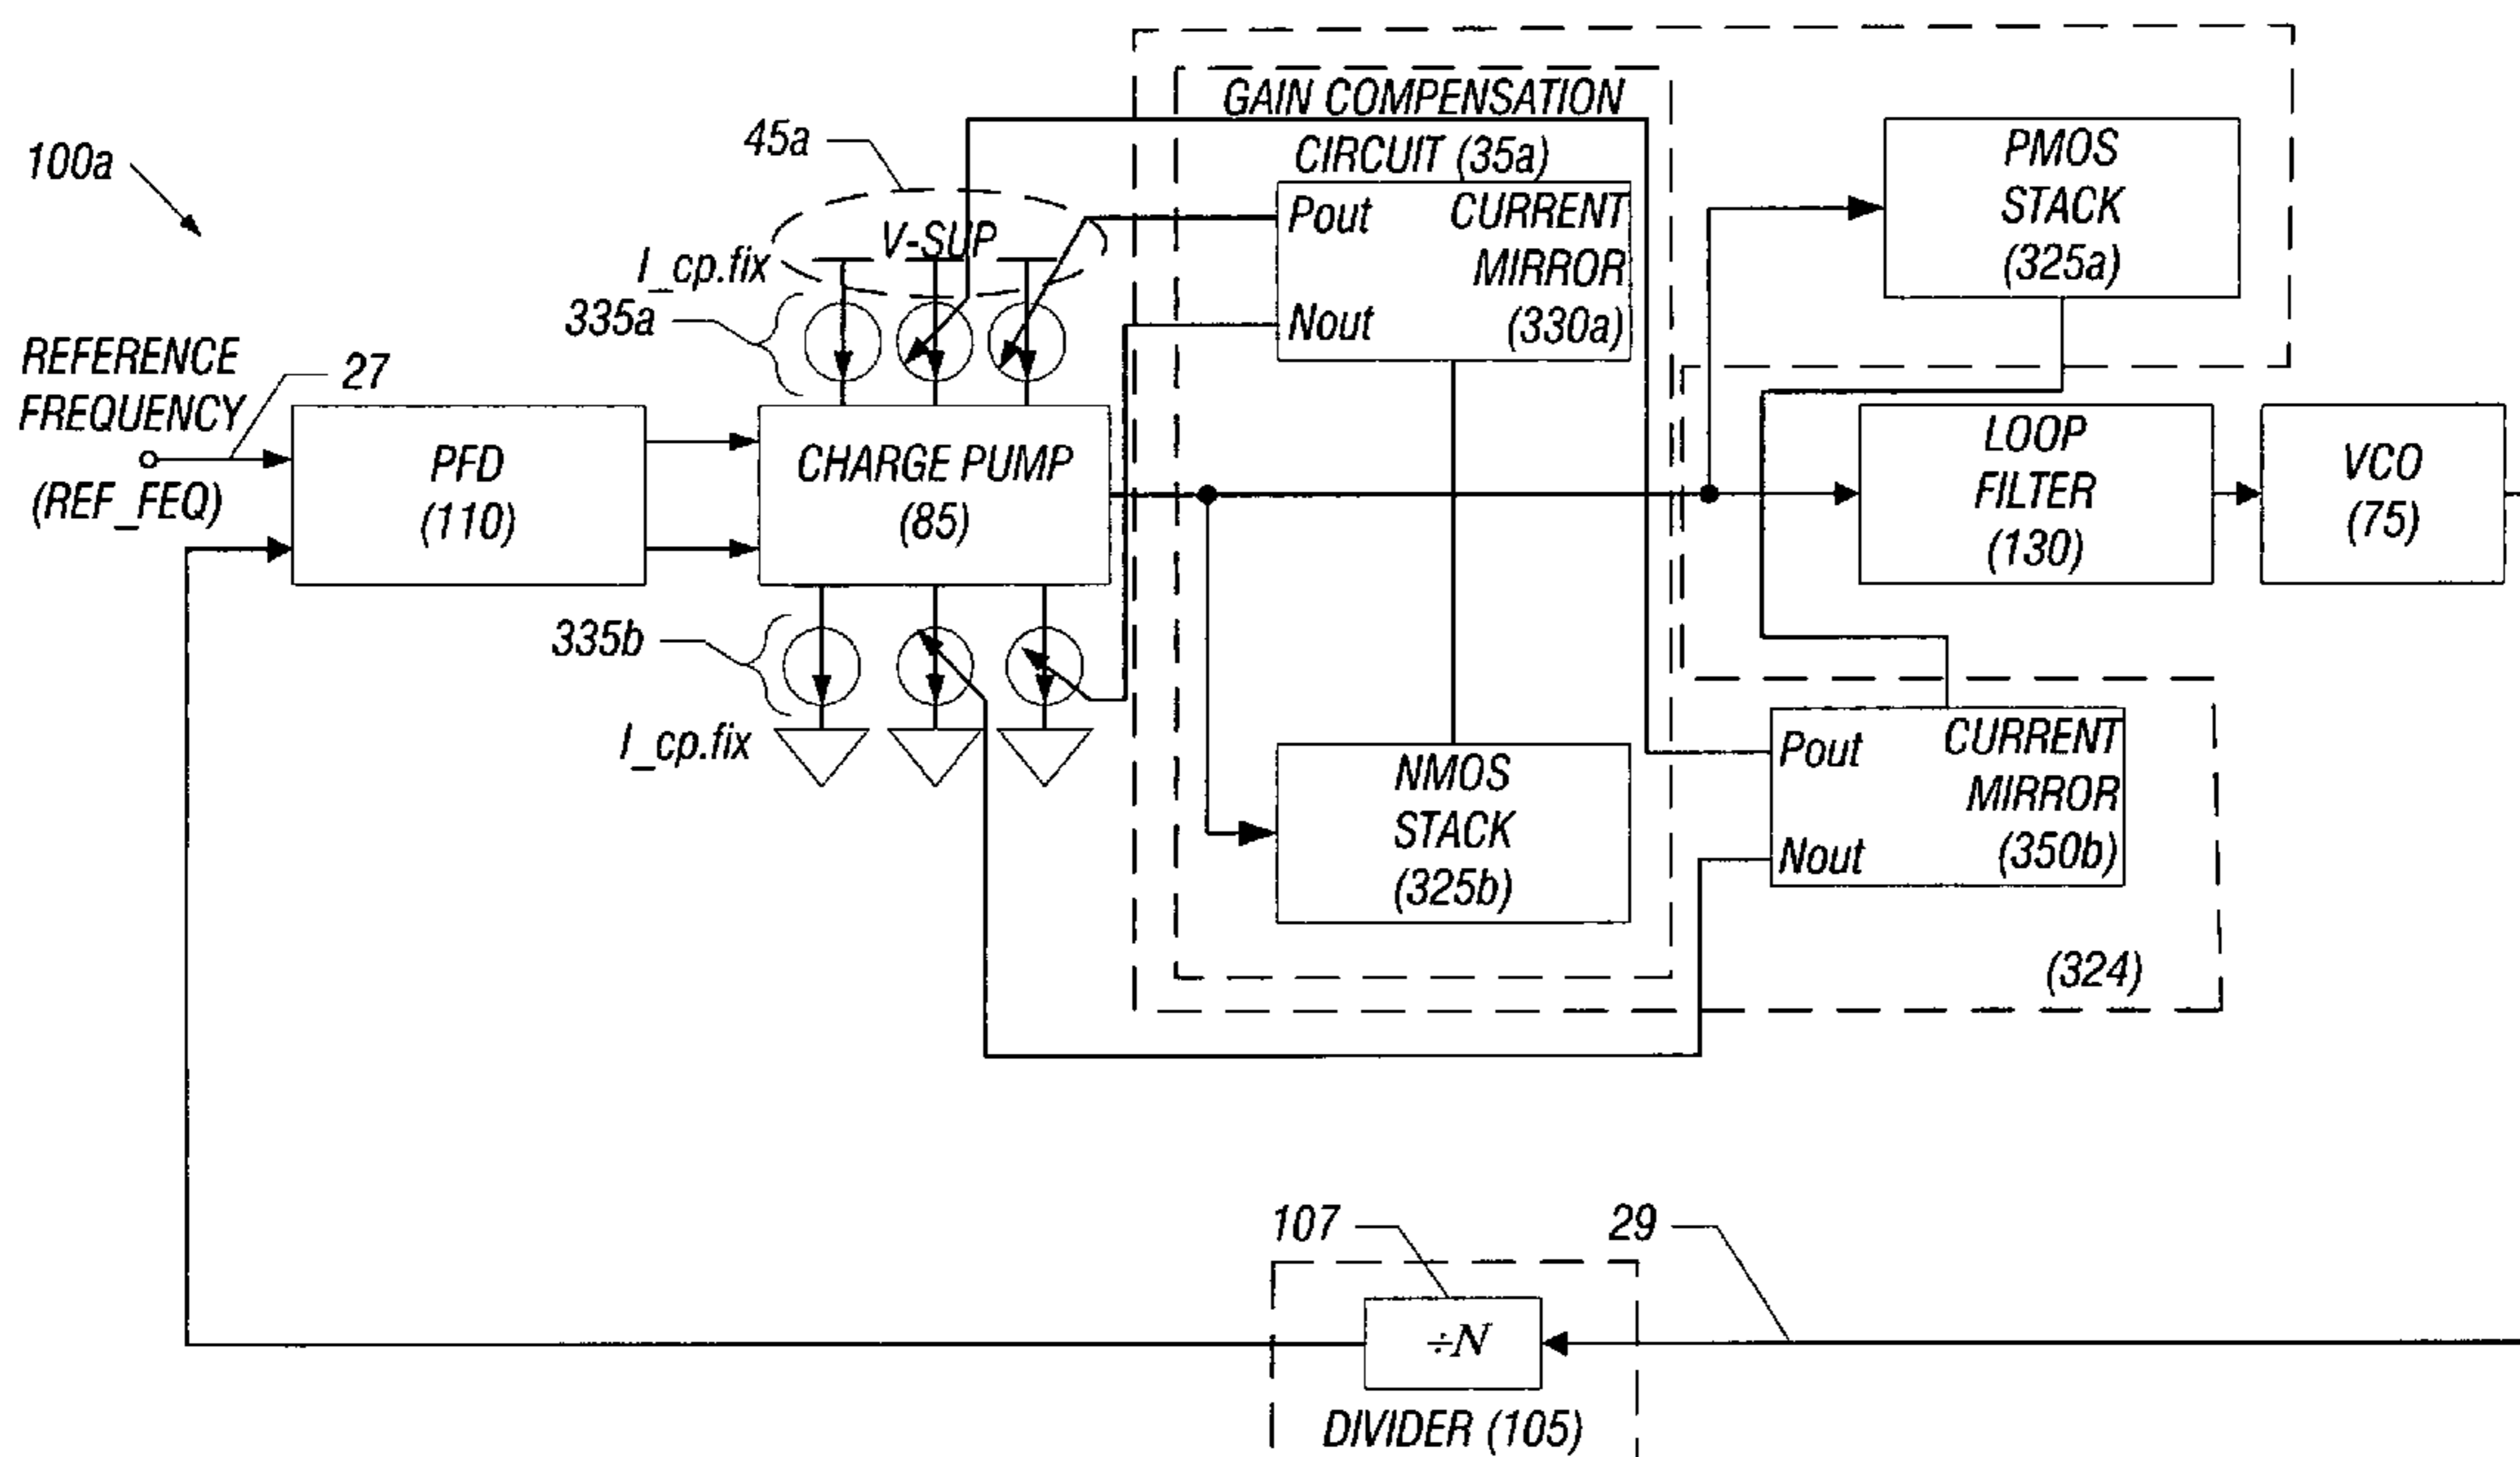 100a
45a
V-SUP
I_cp.fix
335a
REFERENCE
FREQUENCY
(REF_FEQ)
27
PFD
(110)
CHARGE PUMP
(85)
335b
I_cp.fix
GAIN COMPENSATION
CIRCUIT (35a)
Pout
CURRENT
MIRROR
Nout
(330a)
NMOS
STACK
(325b)
PMOS
STACK
(325a)
LOOP
FILTER
(130)
VCO
(75)
Pout
CURRENT
MIRROR
Nout
(350b)
(324)
107
29
÷N
DIVIDER (105)